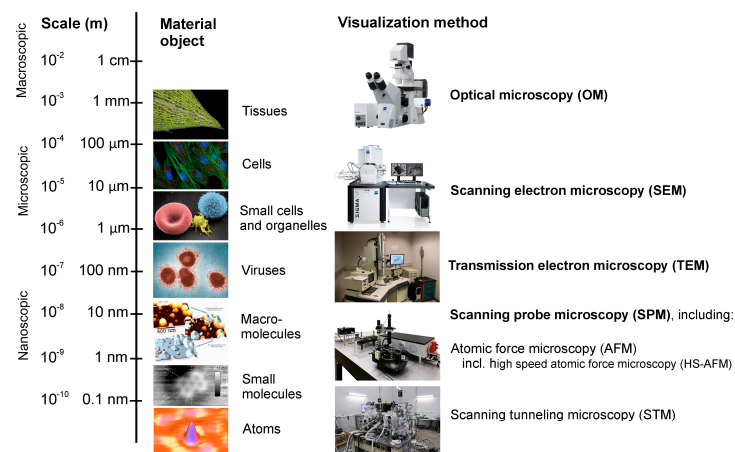 Scale (m)
Material
object
Visualization method
Macroscopic
Microscopic
Nanoscopic
10-2 1 cm
10-3 1 mm
10-4 100 µm
10-5 10 µm
10-6 1 µm
10-7 100 nm
10-8 10 nm
10-9 1 nm
10-10 0.1 nm
Tissues
Cells
Small cells
and organelles
Viruses
Macro-
molecules
Small
molecules
Atoms
Optical microscopy (OM)
Scanning electron microscopy (SEM)
SIGMA
Transmission electron microscopy (TEM)
Scanning probe microscopy (SPM), including:
Atomic force microscopy (AFM)
incl. high speed atomic force microscopy (HS-AFM)
Scanning tunneling microscopy (STM)